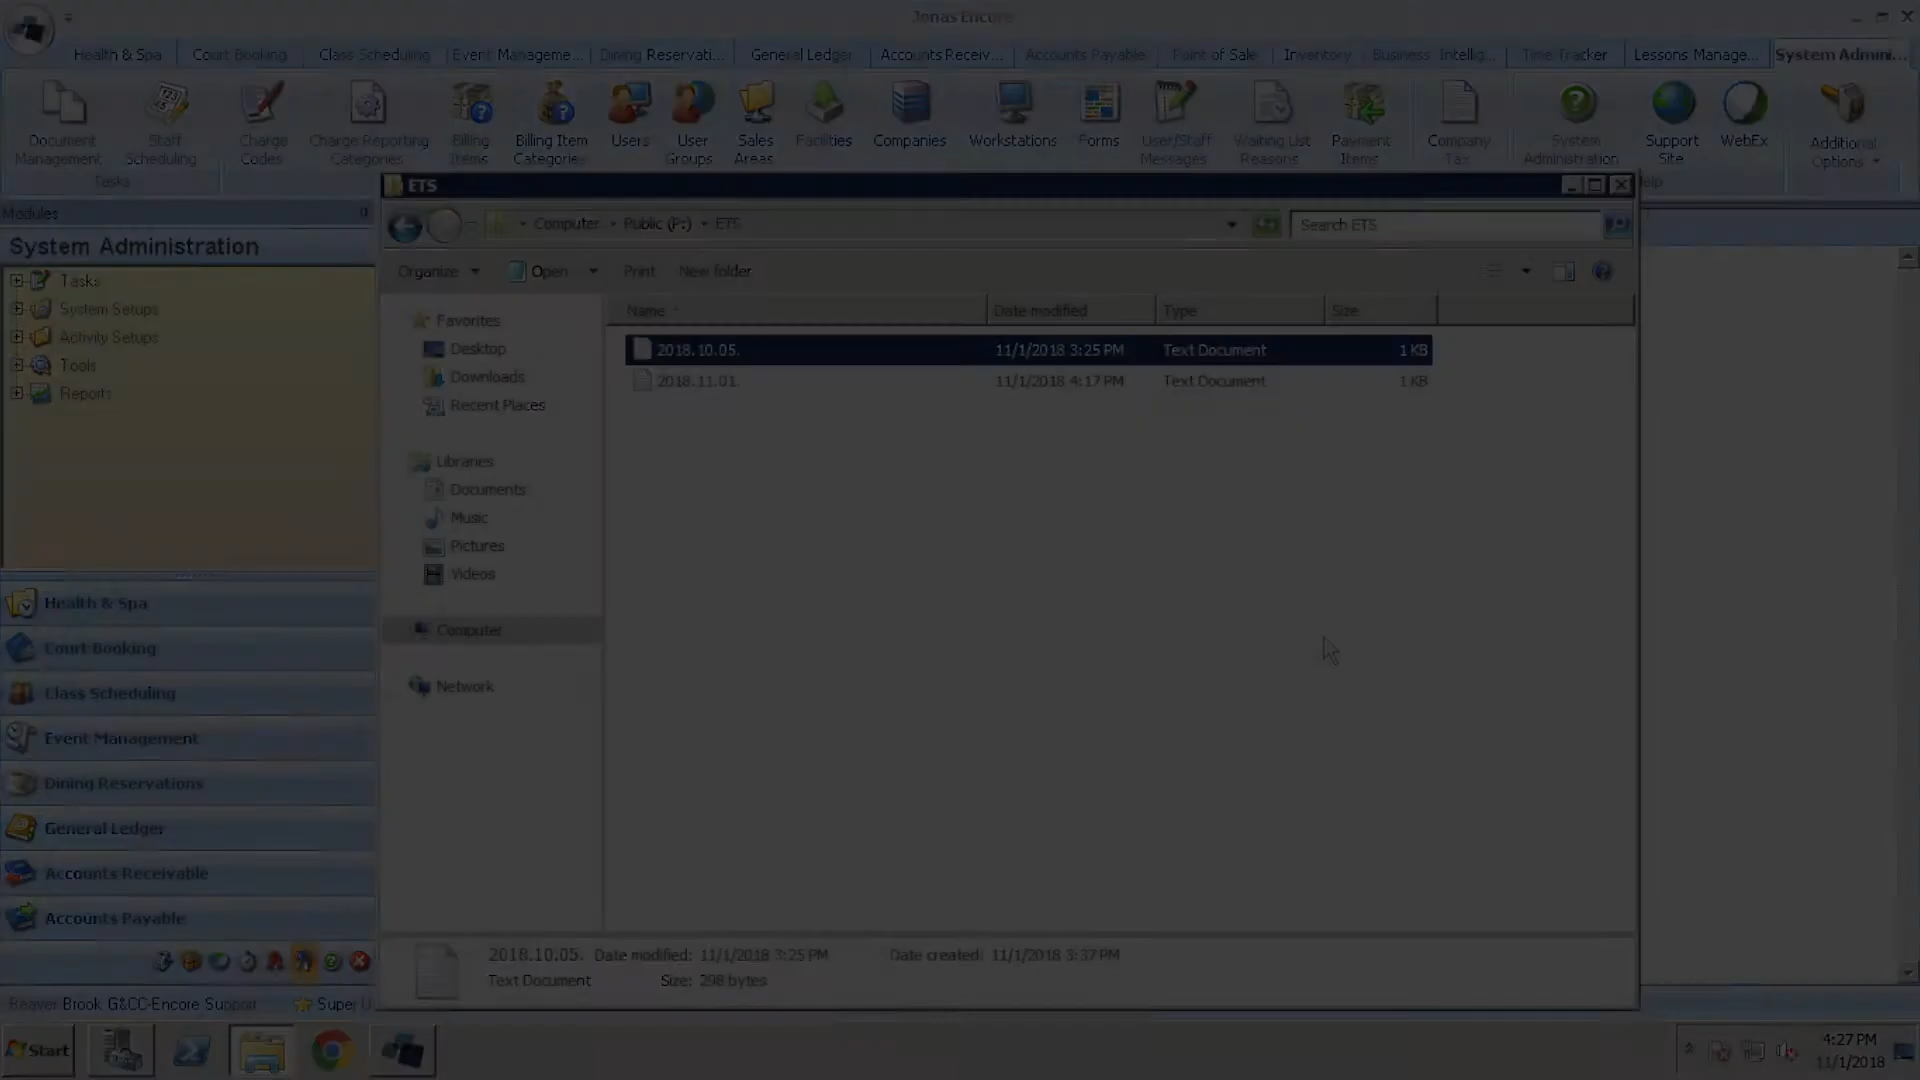 Jonas Encore
Health & Spa
Court Booking
Class Scheduling
Event Manageme...
Dining Reservati...
General Ledger
Accounts Receiv...
Accounts Payable
Point of Sale
Inventory
Business Intellig...
Time Tracker
Lessons Manage...
System Admini...
Document Management
Staff Scheduling
Charge Codes
Charge Reporting Categories
Billing Items
Billing Item Categories
Users
User Groups
Sales Areas
Facilities
Companies
Workstations
Forms
User/Staff Messages
Waiting List Reasons
Payment Items
Company Tax
System Administration
Support Site
WebEx
Additional Options
Tasks
elp
Modules
System Administration
Tasks
System Setups
Activity Setups
Tools
Reports
Health & Spa
Court Booking
Class Scheduling
Event Management
Dining Reservations
General Ledger
Accounts Receivable
Accounts Payable
Beaver Brook G&CC-Encore Support
Super U
ETS
Computer
Public (P:)
ETS
Search ETS
Organize
Open
Print
New folder
Favorites
Desktop
Downloads
Recent Places
Libraries
Documents
Music
Pictures
Videos
Computer
Network
Name
Date modified
Type
Size
2018.10.05. 11/1/2018 3:25 PM Text Document 1 KB
2018.11.01. 11/1/2018 4:17 PM Text Document 1 KB
2018.10.05. Date modified: 11/1/2018 3:25 PM Date created: 11/1/2018 3:37 PM
Text Document Size: 298 bytes
Start
4:27 PM
11/1/2018